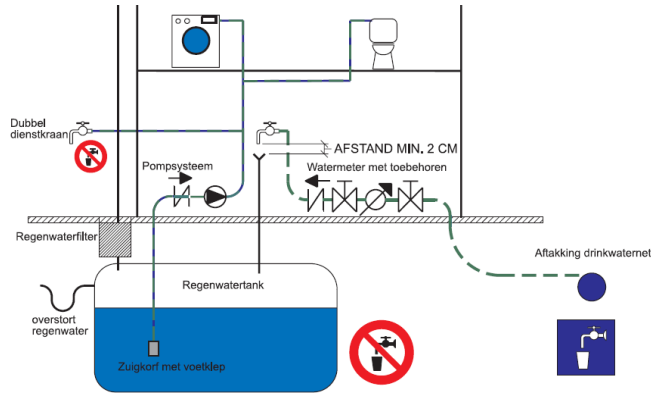 Dubbel
dienstkraan
AFSTAND MIN. 2 CM
Pompsysteem
Watermeter met toebehoren
Regenwaterfilter
Aftakking drinkwaternet
Regenwatertank
overstort
regenwater
Zuigkorf met voetklep